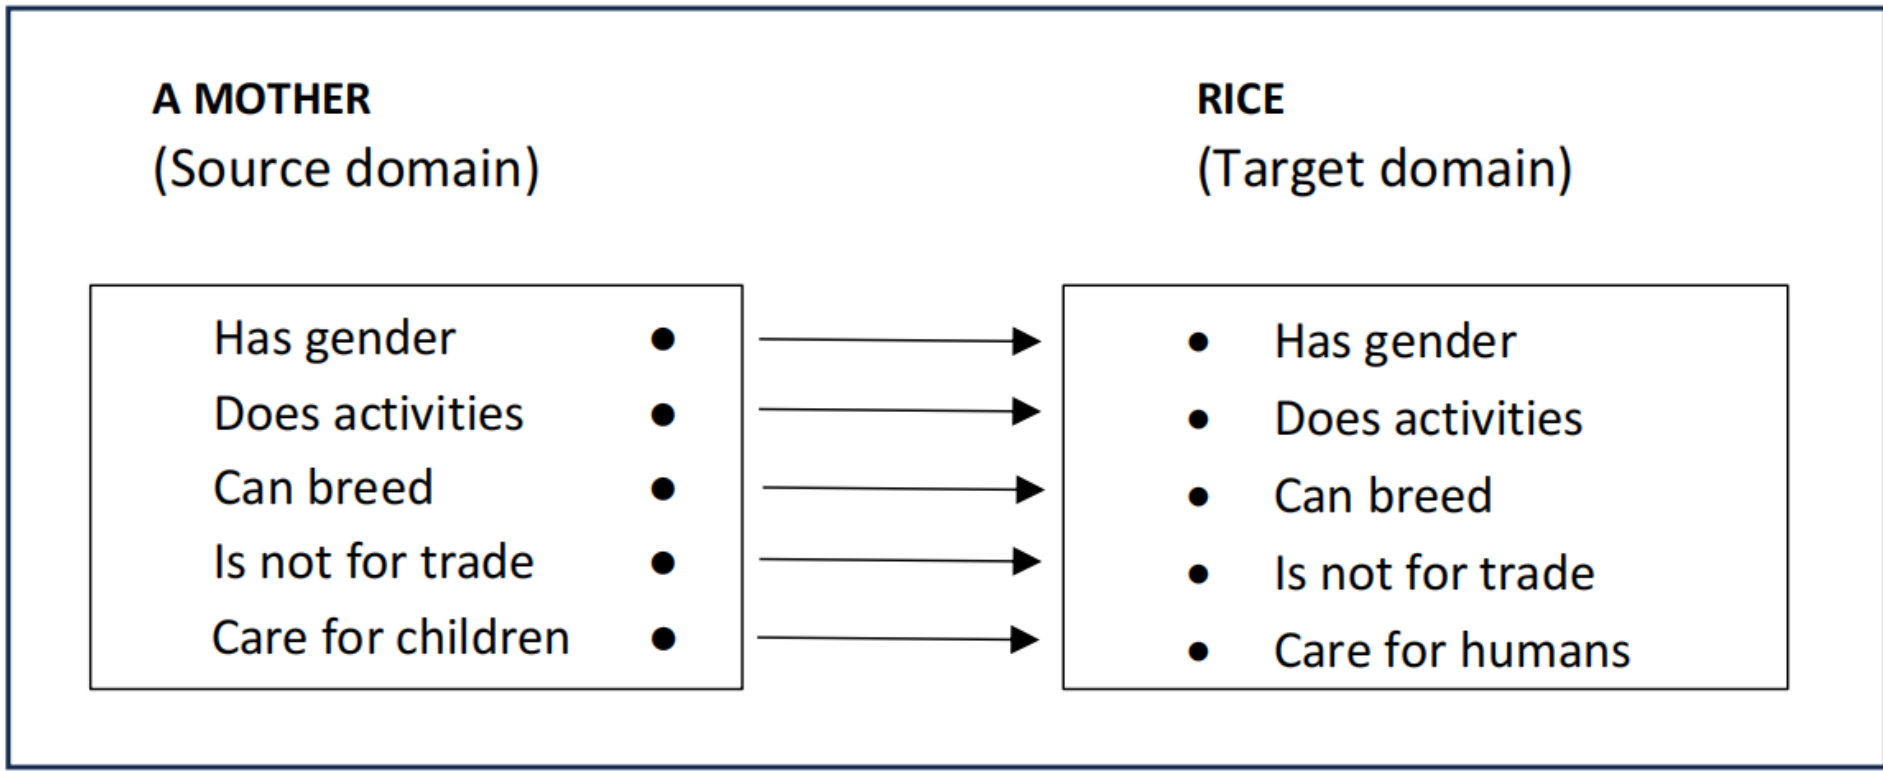 A MOTHER
(Source domain)
RICE
(Target domain)
Has gender ●
Does activities ●
Can breed ●
Is not for trade ●
Care for children ●
● Has gender
● Does activities
● Can breed
● Is not for trade
● Care for humans